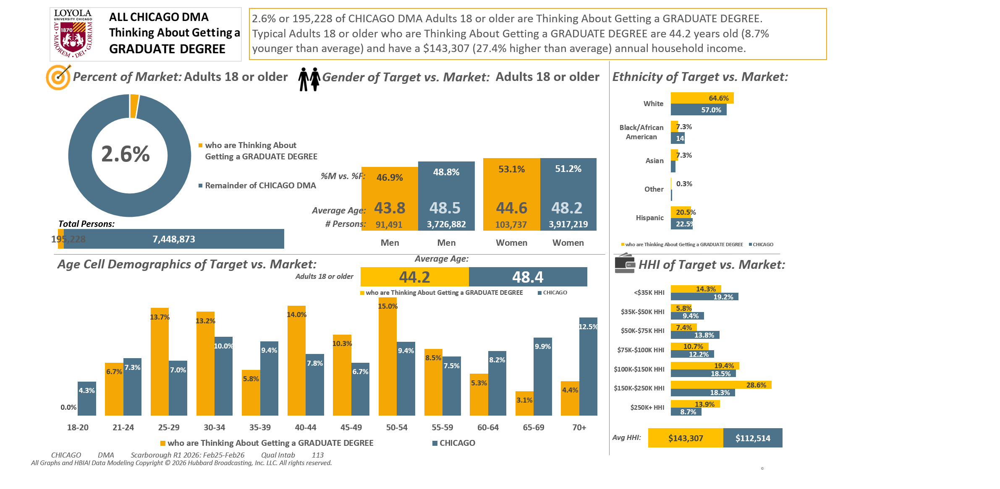 LOYOLA
UNIVERSITY CHICAGO
1870
AD • MAJOREM • DEI • GLORIAM
ALL CHICAGO DMA
Thinking About Getting a
GRADUATE DEGREE
2.6% or 195,228 of CHICAGO DMA Adults 18 or older are Thinking About Getting a GRADUATE DEGREE.
Typical Adults 18 or older who are Thinking About Getting a GRADUATE DEGREE are 44.2 years old (8.7%
younger than average) and have a $143,307 (27.4% higher than average) annual household income.
Percent of Market: Adults 18 or older
2.6%
who are Thinking About
Getting a GRADUATE DEGREE
Remainder of CHICAGO DMA
Total Persons:
195,228 7,448,873
Gender of Target vs. Market: Adults 18 or older
%M vs. %F: 46.9% 48.8% 53.1% 51.2%
Average Age: 43.8 48.5 44.6 48.2
# Persons: 91,491 3,726,882 103,737 3,917,219
Men Men Women Women
Ethnicity of Target vs. Market:
White 64.6%
57.0%
Black/African
American
7.3%
14
Asian 7.3%
Other 0.3%
Hispanic 20.5%
22.5%
who are Thinking About Getting a GRADUATE DEGREE CHICAGO
Age Cell Demographics of Target vs. Market:
Average Age:
Adults 18 or older 44.2 48.4
who are Thinking About Getting a GRADUATE DEGREE CHICAGO
0.0% 4.3%
6.7% 7.3%
13.7% 7.0%
13.2% 10.0%
5.8% 9.4%
14.0% 7.8%
10.3% 6.7%
15.0% 9.4%
8.5% 7.5%
5.3% 8.2%
3.1% 9.9%
4.4% 12.5%
18-20 21-24 25-29 30-34 35-39 40-44 45-49 50-54 55-59 60-64 65-69 70+
who are Thinking About Getting a GRADUATE DEGREE CHICAGO
HHI of Target vs. Market:
<$35K HHI 14.3%
19.2%
$35K-$50K HHI 5.8%
9.4%
$50K-$75K HHI 7.4%
13.8%
$75K-$100K HHI 10.7%
12.2%
$100K-$150K HHI 19.4%
18.5%
$150K-$250K HHI 28.6%
18.3%
$250K+ HHI 13.9%
8.7%
Avg HHI: $143,307 $112,514
CHICAGO DMA Scarborough R1 2026: Feb25-Feb26 Qual Intab 113
All Graphs and HBIAI Data Modeling Copyright © 2026 Hubbard Broadcasting, Inc. LLC. All rights reserved.
©